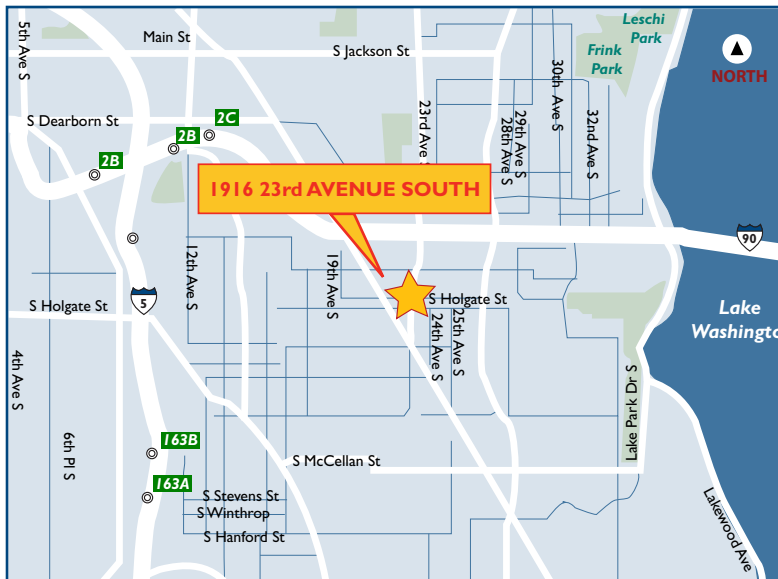 5th Ave S
Main St
S Jackson St
Leschi
Park
Frink
Park
NORTH
S Dearborn St
2C
2B
2B
23rd Ave S
28th Ave S
29th Ave S
30th Ave S
32nd Ave S
1916 23rd AVENUE SOUTH
90
12th Ave S
19th Ave S
5
S Holgate St
S Holgate St
24th Ave S
25th Ave S
Lake
Washington
4th Ave S
6th Pl S
163B
163A
S McCellan St
Lake Park Dr S
S Stevens St
S Winthrop
S Hanford St
Lakewood Ave